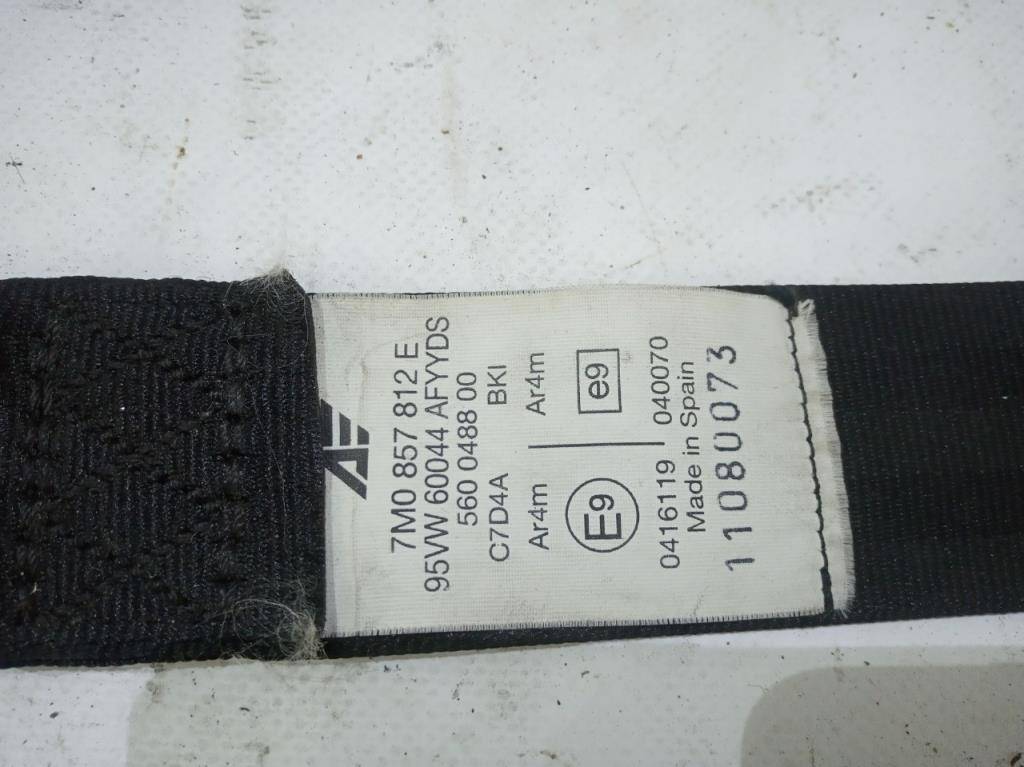 AE
7M0 857 812 E
95VW 60044 AFYYDS
560 0488 00
C7D4A BKI
Ar4m Ar4m
E9 e9
0416119 040070
Made in Spain
11080073